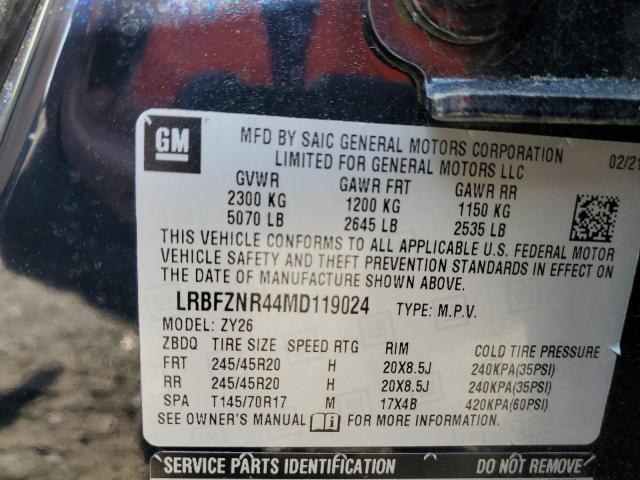 GM
MFD BY SAIC GENERAL MOTORS CORPORATION 02/21
LIMITED FOR GENERAL MOTORS LLC
GVWR GAWR FRT GAWR RR
2300 KG 1200 KG 1150 KG
5070 LB 2645 LB 2535 LB
THIS VEHICLE CONFORMS TO ALL APPLICABLE U.S. FEDERAL MOTOR
VEHICLE SAFETY AND THEFT PREVENTION STANDARDS IN EFFECT ON
THE DATE OF MANUFACTURE SHOWN ABOVE.
LRBFZNR44MD119024 TYPE: M.P.V.
MODEL: ZY26
ZBDQ TIRE SIZE SPEED RTG RIM COLD TIRE PRESSURE
FRT 245/45R20 H 20X8.5J 240KPA(35PSI)
RR 245/45R20 H 20X8.5J 240KPA(35PSI)
SPA T145/70R17 M 17X4B 420KPA(60PSI)
SEE OWNER'S MANUAL i FOR MORE INFORMATION.
SERVICE PARTS IDENTIFICATION DO NOT REMOVE